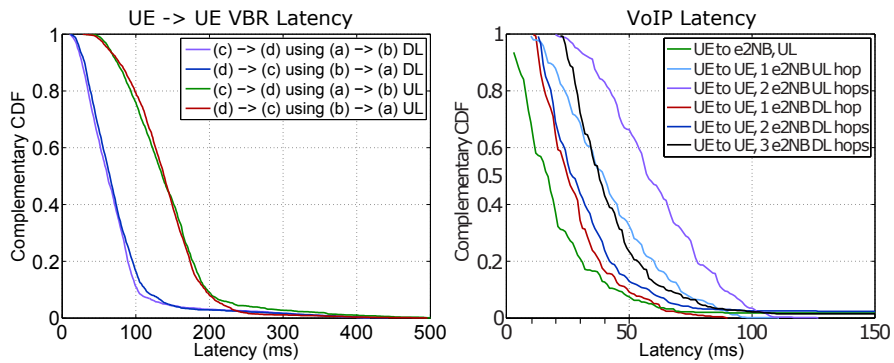 UE -> UE VBR Latency
(c) -> (d) using (a) -> (b) DL
(d) -> (c) using (b) -> (a) DL
(c) -> (d) using (a) -> (b) UL
(d) -> (c) using (b) -> (a) UL
Complementary CDF
1
0.8
0.6
0.4
0.2
0
0
100
200
300
400
500
Latency (ms)
VoIP Latency
UE to e2NB, UL
UE to UE, 1 e2NB UL hop
UE to UE, 2 e2NB UL hops
UE to UE, 1 e2NB DL hop
UE to UE, 2 e2NB DL hops
UE to UE, 3 e2NB DL hops
Complementary CDF
1
0.8
0.6
0.5
0.4
0.2
0
0
50
100
150
Latency (ms)